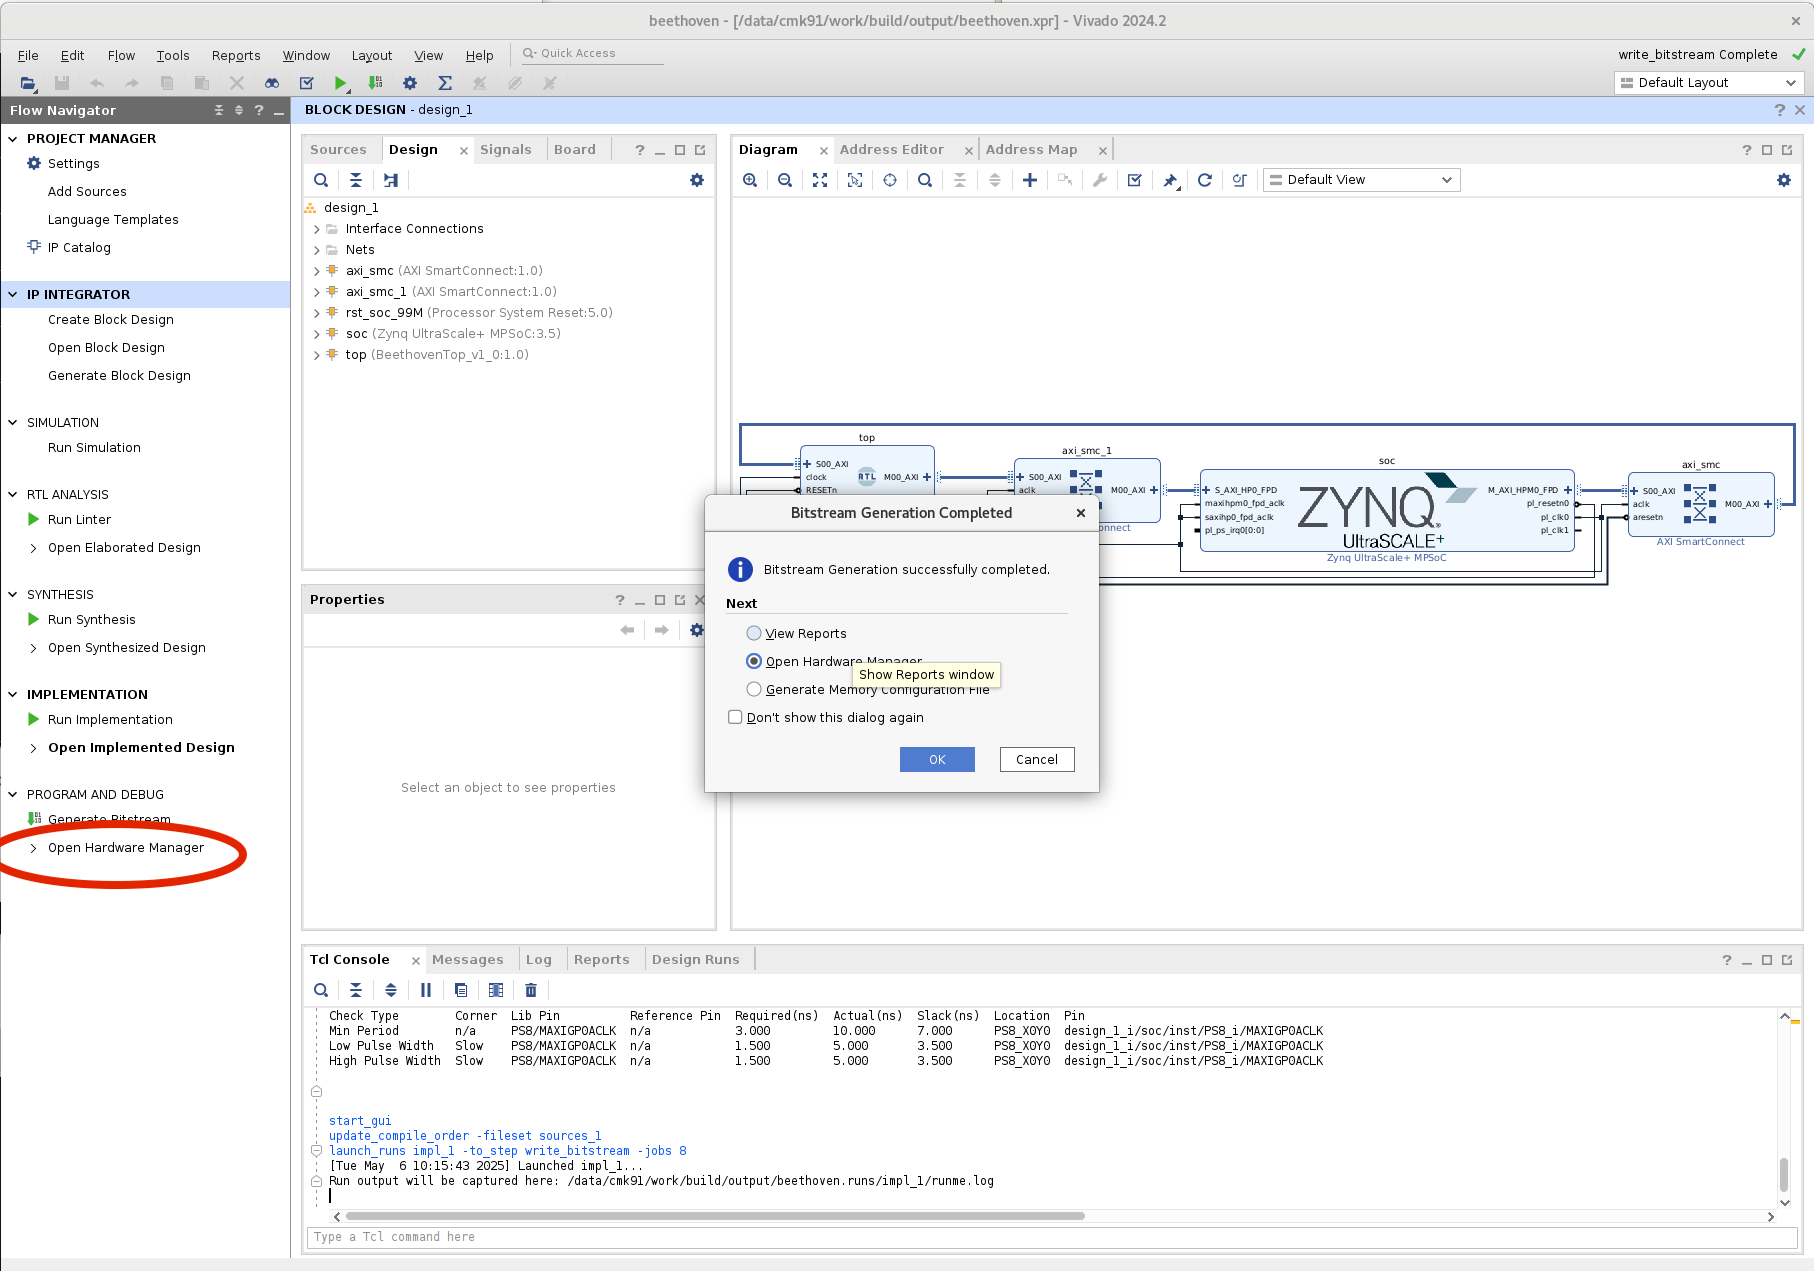 beethoven - [/data/cmk91/work/build/output/beethoven.xpr] - Vivado 2024.2
File Edit Flow Tools Reports Window Layout View Help Quick Access
write_bitstream Complete
Default Layout
Flow Navigator
PROJECT MANAGER
Settings
Add Sources
Language Templates
IP Catalog
IP INTEGRATOR
Create Block Design
Open Block Design
Generate Block Design
SIMULATION
Run Simulation
RTL ANALYSIS
Run Linter
Open Elaborated Design
SYNTHESIS
Run Synthesis
Open Synthesized Design
IMPLEMENTATION
Run Implementation
Open Implemented Design
PROGRAM AND DEBUG
Generate Bitstream
Open Hardware Manager
BLOCK DESIGN - design_1
Sources Design Signals Board
design_1
Interface Connections
Nets
axi_smc (AXI SmartConnect:1.0)
axi_smc_1 (AXI SmartConnect:1.0)
rst_soc_99M (Processor System Reset:5.0)
soc (Zynq UltraScale+ MPSoC:3.5)
top (BeethovenTop_v1_0:1.0)
Properties
Select an object to see properties
Diagram Address Editor Address Map
Default View
top
S00_AXI
clock
RESETn
RTL
M00_AXI
axi_smc_1
S00_AXI
aclk
M00_AXI
nnect
soc
S_AXI_HP0_FPD
maxihpm0_fpd_aclk
saxihp0_fpd_aclk
pl_ps_irq0[0:0]
ZYNQ
UltraSCALE+
M_AXI_HPM0_FPD
pl_resetn0
pl_clk0
pl_clk1
Zynq UltraScale+ MPSoC
axi_smc
S00_AXI
aclk
aresetn
M00_AXI
AXI SmartConnect
Bitstream Generation Completed
Bitstream Generation successfully completed.
Next
View Reports
Open Hardware Manager
Show Reports window
Generate Memory Configuration File
Don't show this dialog again
OK Cancel
Tcl Console Messages Log Reports Design Runs
Check Type Corner Lib Pin Reference Pin Required(ns) Actual(ns) Slack(ns) Location Pin
Min Period n/a PS8/MAXIGP0ACLK n/a 3.000 10.000 7.000 PS8_X0Y0 design_1_i/soc/inst/PS8_i/MAXIGP0ACLK
Low Pulse Width Slow PS8/MAXIGP0ACLK n/a 1.500 5.000 3.500 PS8_X0Y0 design_1_i/soc/inst/PS8_i/MAXIGP0ACLK
High Pulse Width Slow PS8/MAXIGP0ACLK n/a 1.500 5.000 3.500 PS8_X0Y0 design_1_i/soc/inst/PS8_i/MAXIGP0ACLK
start_gui
update_compile_order -fileset sources_1
launch_runs impl_1 -to_step write_bitstream -jobs 8
[Tue May  6 10:15:43 2025] Launched impl_1...
Run output will be captured here: /data/cmk91/work/build/output/beethoven.runs/impl_1/runme.log
Type a Tcl command here